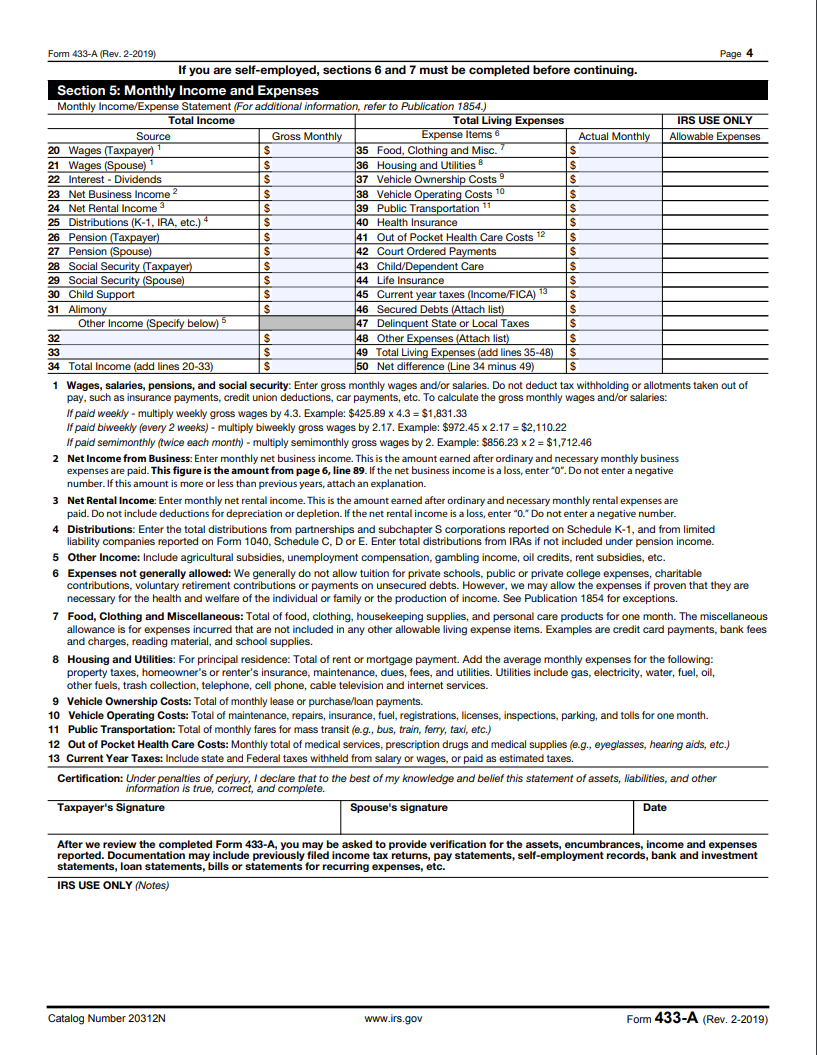 Form 433-A (Rev. 2-2019) Page 4
If you are self-employed, sections 6 and 7 must be completed before continuing.
Section 5: Monthly Income and Expenses
Monthly Income/Expense Statement (For additional information, refer to Publication 1854.)
Total Income Total Living Expenses IRS USE ONLY
Source Gross Monthly Expense Items 6 Actual Monthly Allowable Expenses
20 Wages (Taxpayer) 1 $ 35 Food, Clothing and Misc. 7 $
21 Wages (Spouse) 1 $ 36 Housing and Utilities 8 $
22 Interest - Dividends $ 37 Vehicle Ownership Costs 9 $
23 Net Business Income 2 $ 38 Vehicle Operating Costs 10 $
24 Net Rental Income 3 $ 39 Public Transportation 11 $
25 Distributions (K-1, IRA, etc.) 4 $ 40 Health Insurance $
26 Pension (Taxpayer) $ 41 Out of Pocket Health Care Costs 12 $
27 Pension (Spouse) $ 42 Court Ordered Payments $
28 Social Security (Taxpayer) $ 43 Child/Dependent Care $
29 Social Security (Spouse) $ 44 Life Insurance $
30 Child Support $ 45 Current year taxes (Income/FICA) 13 $
31 Alimony $ 46 Secured Debts (Attach list) $
Other Income (Specify below) 5 47 Delinquent State or Local Taxes $
32 $ 48 Other Expenses (Attach list) $
33 $ 49 Total Living Expenses (add lines 35-48) $
34 Total Income (add lines 20-33) $ 50 Net difference (Line 34 minus 49) $
1 Wages, salaries, pensions, and social security: Enter gross monthly wages and/or salaries. Do not deduct tax withholding or allotments taken out of
pay, such as insurance payments, credit union deductions, car payments, etc. To calculate the gross monthly wages and/or salaries:
If paid weekly - multiply weekly gross wages by 4.3. Example: $425.89 x 4.3 = $1,831.33
If paid biweekly (every 2 weeks) - multiply biweekly gross wages by 2.17. Example: $972.45 x 2.17 = $2,110.22
If paid semimonthly (twice each month) - multiply semimonthly gross wages by 2. Example: $856.23 x 2 = $1,712.46
2 Net Income from Business: Enter monthly net business income. This is the amount earned after ordinary and necessary monthly business
expenses are paid. This figure is the amount from page 6, line 89. If the net business income is a loss, enter “0”. Do not enter a negative
number. If this amount is more or less than previous years, attach an explanation.
3 Net Rental Income: Enter monthly net rental income. This is the amount earned after ordinary and necessary monthly rental expenses are
paid. Do not include deductions for depreciation or depletion. If the net rental income is a loss, enter “0.” Do not enter a negative number.
4 Distributions: Enter the total distributions from partnerships and subchapter S corporations reported on Schedule K-1, and from limited
liability companies reported on Form 1040, Schedule C, D or E. Enter total distributions from IRAs if not included under pension income.
5 Other Income: Include agricultural subsidies, unemployment compensation, gambling income, oil credits, rent subsidies, etc.
6 Expenses not generally allowed: We generally do not allow tuition for private schools, public or private college expenses, charitable
contributions, voluntary retirement contributions or payments on unsecured debts. However, we may allow the expenses if proven that they are
necessary for the health and welfare of the individual or family or the production of income. See Publication 1854 for exceptions.
7 Food, Clothing and Miscellaneous: Total of food, clothing, housekeeping supplies, and personal care products for one month. The miscellaneous
allowance is for expenses incurred that are not included in any other allowable living expense items. Examples are credit card payments, bank fees
and charges, reading material, and school supplies.
8 Housing and Utilities: For principal residence: Total of rent or mortgage payment. Add the average monthly expenses for the following:
property taxes, homeowner’s or renter’s insurance, maintenance, dues, fees, and utilities. Utilities include gas, electricity, water, fuel, oil,
other fuels, trash collection, telephone, cell phone, cable television and internet services.
9 Vehicle Ownership Costs: Total of monthly lease or purchase/loan payments.
10 Vehicle Operating Costs: Total of maintenance, repairs, insurance, fuel, registrations, licenses, inspections, parking, and tolls for one month.
11 Public Transportation: Total of monthly fares for mass transit (e.g., bus, train, ferry, taxi, etc.)
12 Out of Pocket Health Care Costs: Monthly total of medical services, prescription drugs and medical supplies (e.g., eyeglasses, hearing aids, etc.)
13 Current Year Taxes: Include state and Federal taxes withheld from salary or wages, or paid as estimated taxes.
Certification: Under penalties of perjury, I declare that to the best of my knowledge and belief this statement of assets, liabilities, and other
information is true, correct, and complete.
Taxpayer's Signature Spouse's signature Date
After we review the completed Form 433-A, you may be asked to provide verification for the assets, encumbrances, income and expenses
reported. Documentation may include previously filed income tax returns, pay statements, self-employment records, bank and investment
statements, loan statements, bills or statements for recurring expenses, etc.
IRS USE ONLY (Notes)
Catalog Number 20312N www.irs.gov Form 433-A (Rev. 2-2019)